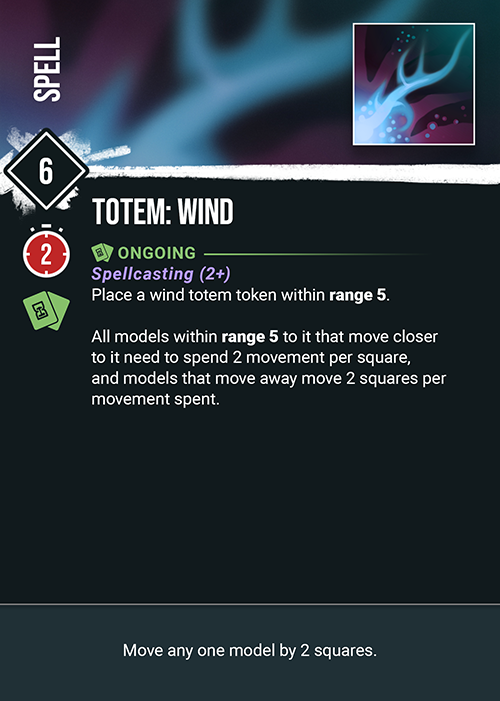 SPELL
6
TOTEM: WIND
2
ONGOING
Spellcasting (2+)
Place a wind totem token within range 5.
All models within range 5 to it that move closer
to it need to spend 2 movement per square,
and models that move away move 2 squares per
movement spent.
Move any one model by 2 squares.